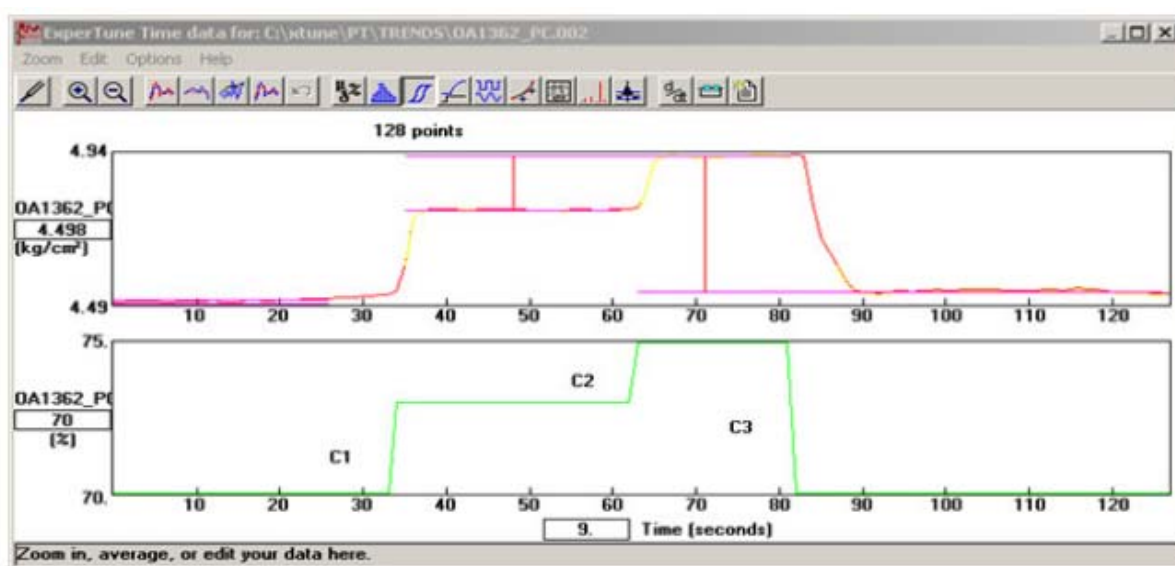 ExperTune Time data for: C:\xtune\PT\TRENDS\OA1362_PC.002
Zoom Edit Options Help
128 points
4.94
OA1362_P
4.498
(kg/cm²)
4.49
10 20 30 40 50 60 70 80 90 100 110 120
75.
C2
OA1362_P
70
(%)
C3
C1
70.
10 20 30 40 50 60 70 80 90 100 110 120
9. Time (seconds)
Zoom in, average, or edit your data here.